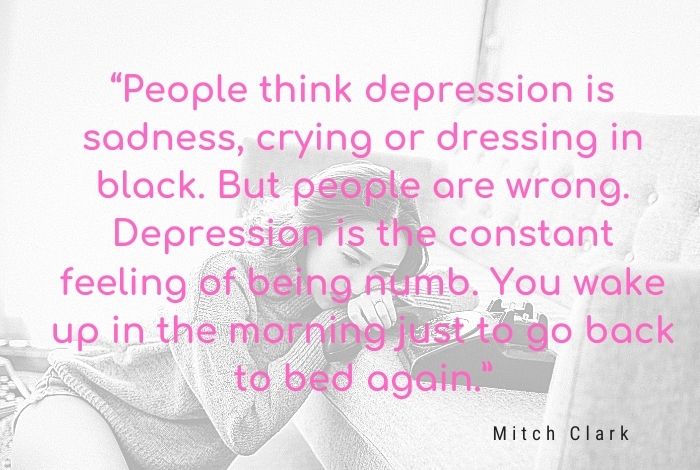 “People think depression is
sadness, crying or dressing in
black. But people are wrong.
Depression is the constant
feeling of being numb. You wake
up in the morning just to go back
to bed again.”
Mitch Clark